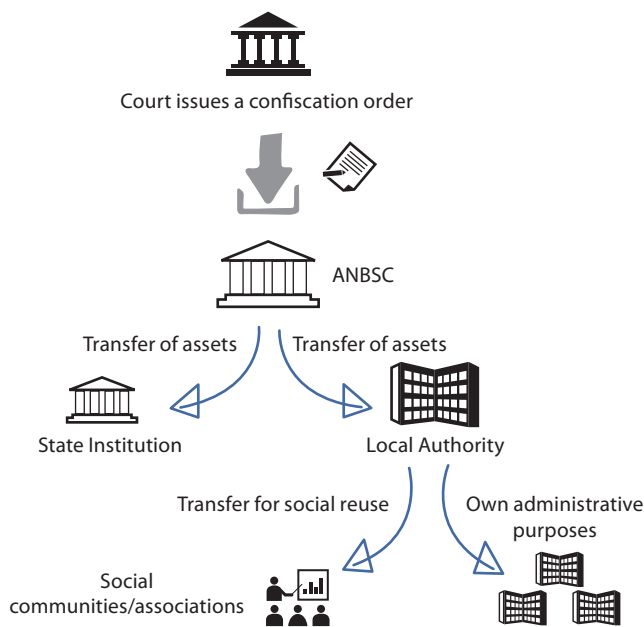 Court issues a confiscation order
ANBSC
Transfer of assets
Transfer of assets
State Institution
Local Authority
Transfer for social reuse
Own administrative
purposes
Social
communities/associations